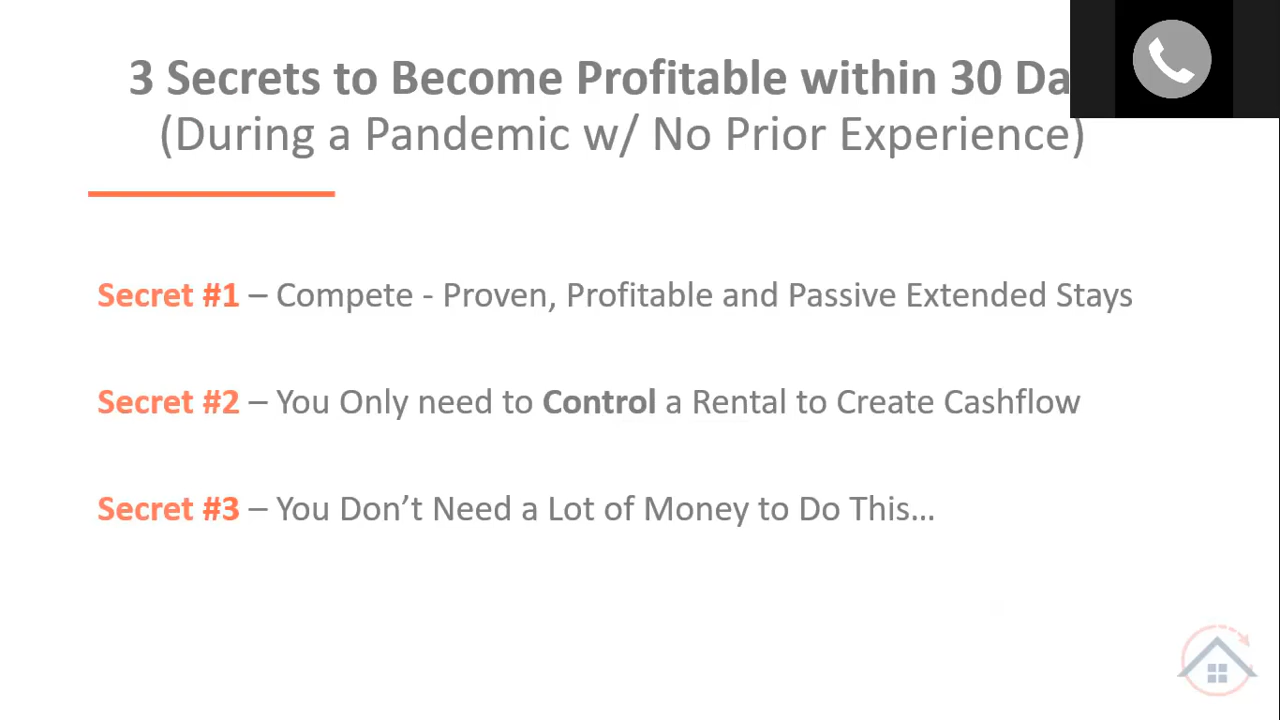 3 Secrets to Become Profitable within 30 Da
(During a Pandemic w/ No Prior Experience)
Secret #1 – Compete - Proven, Profitable and Passive Extended Stays
Secret #2 – You Only need to Control a Rental to Create Cashflow
Secret #3 – You Don’t Need a Lot of Money to Do This…